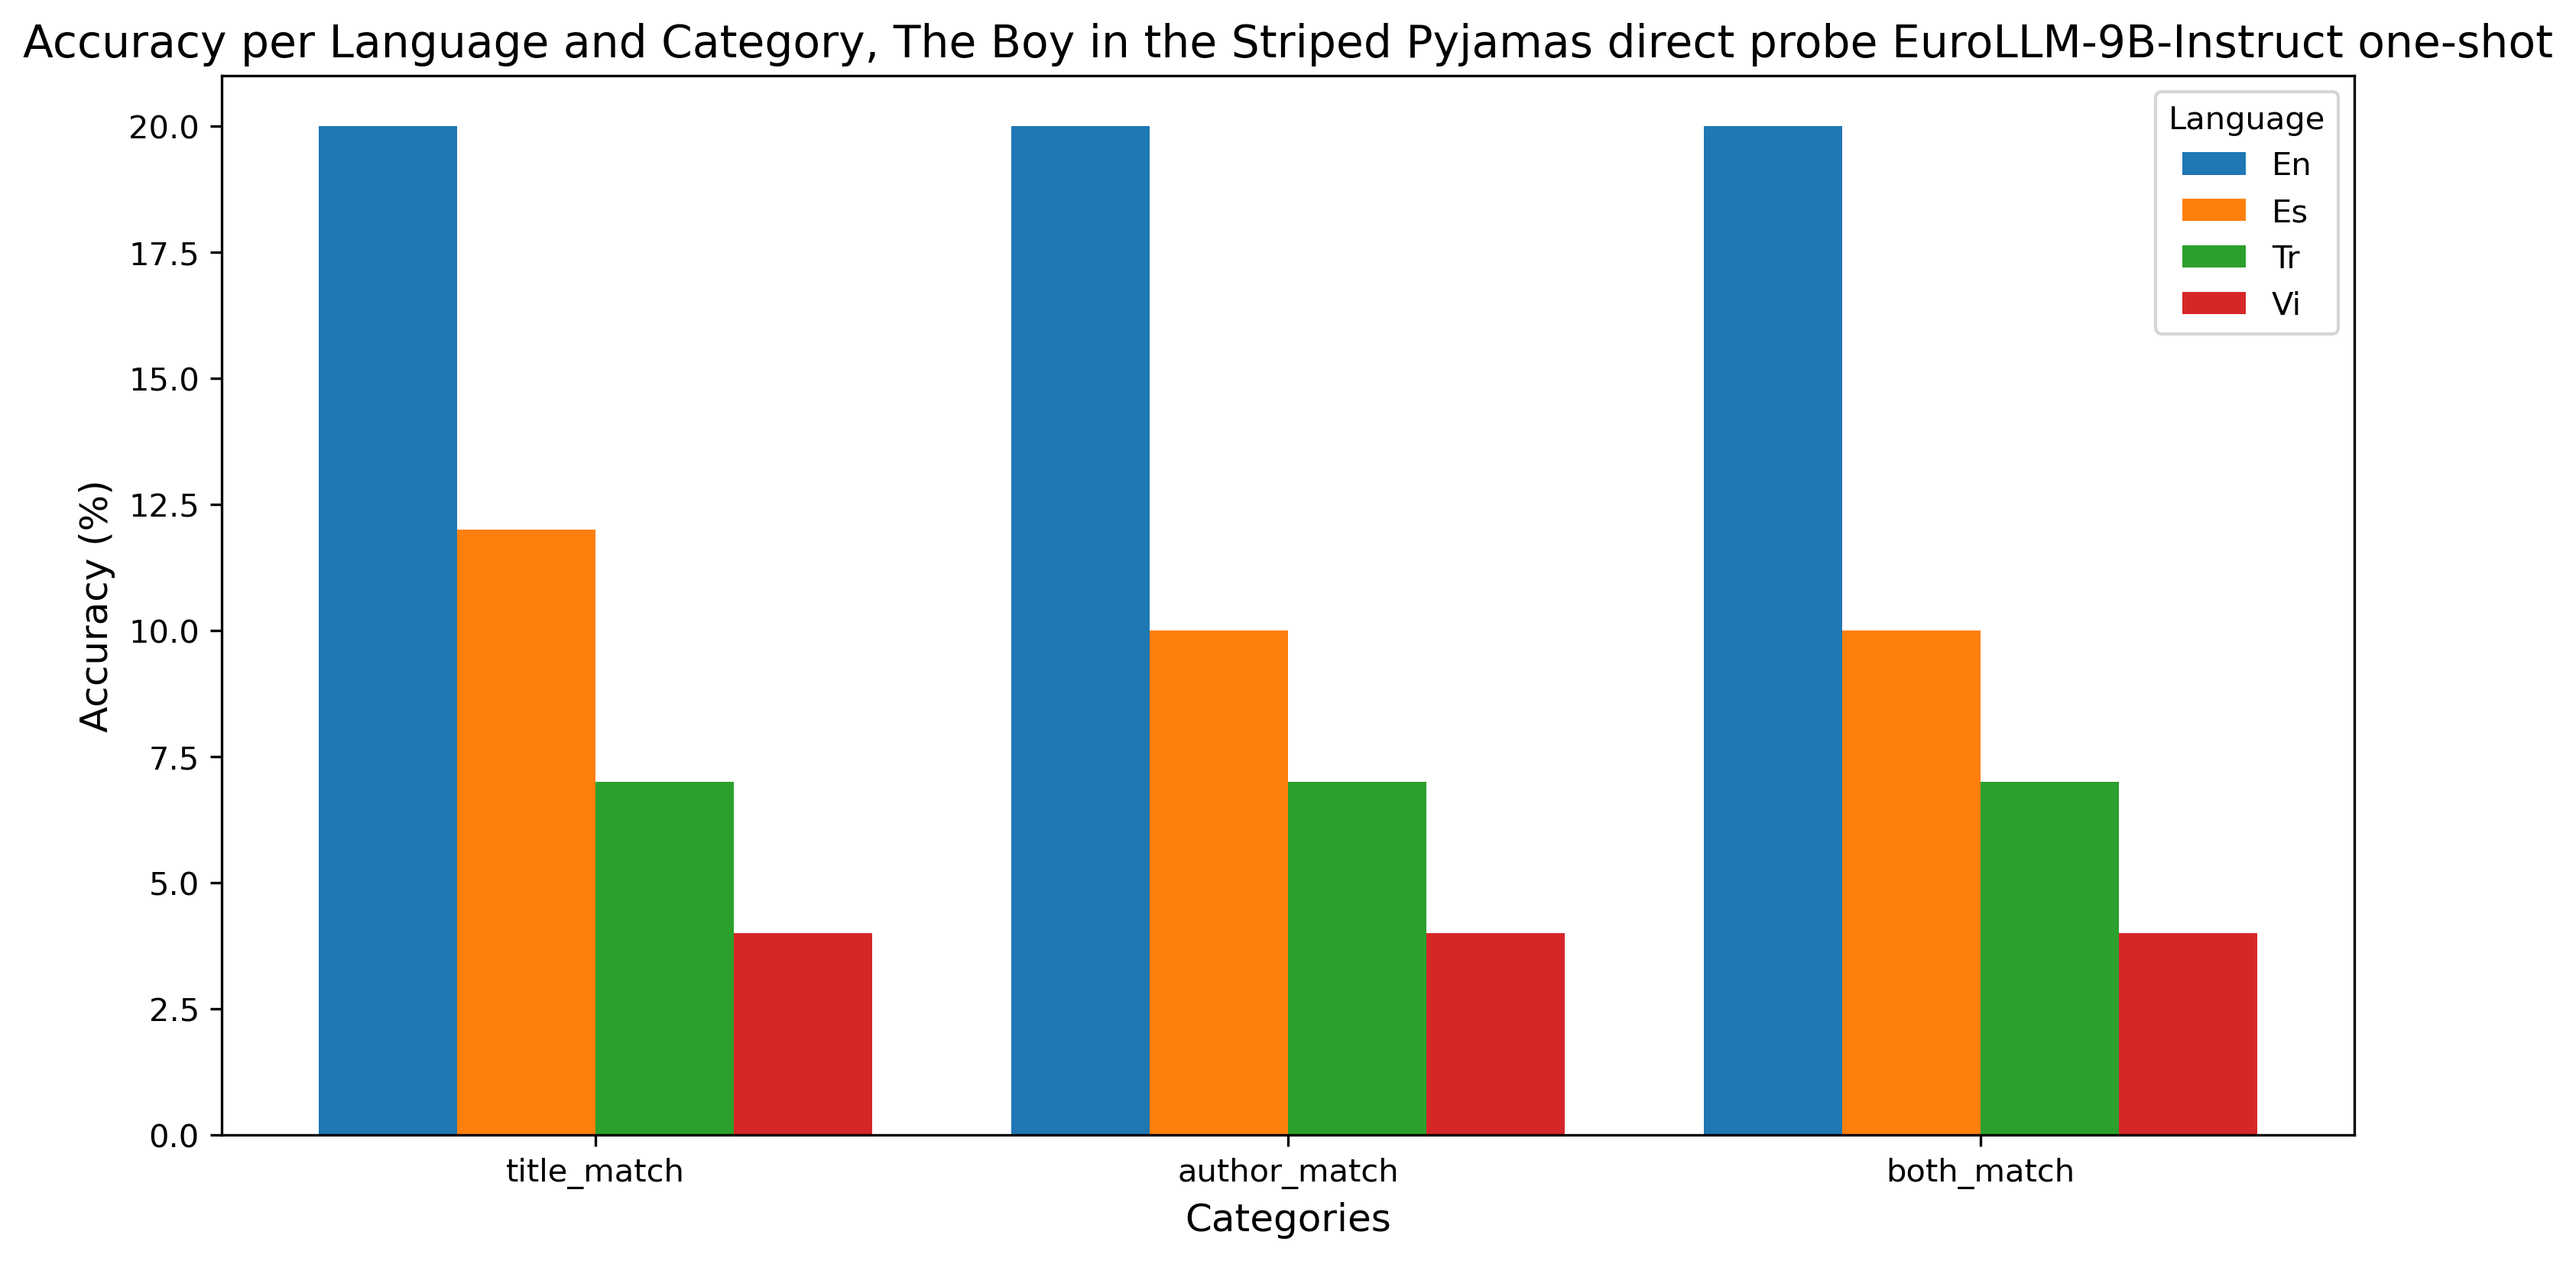 Accuracy per Language and Category, The Boy in the Striped Pyjamas direct probe EuroLLM-9B-Instruct one-shot
Language
En
Es
Tr
Vi
Accuracy (%)
20.0
17.5
15.0
12.5
10.0
7.5
5.0
2.5
0.0
title_match
author_match
both_match
Categories